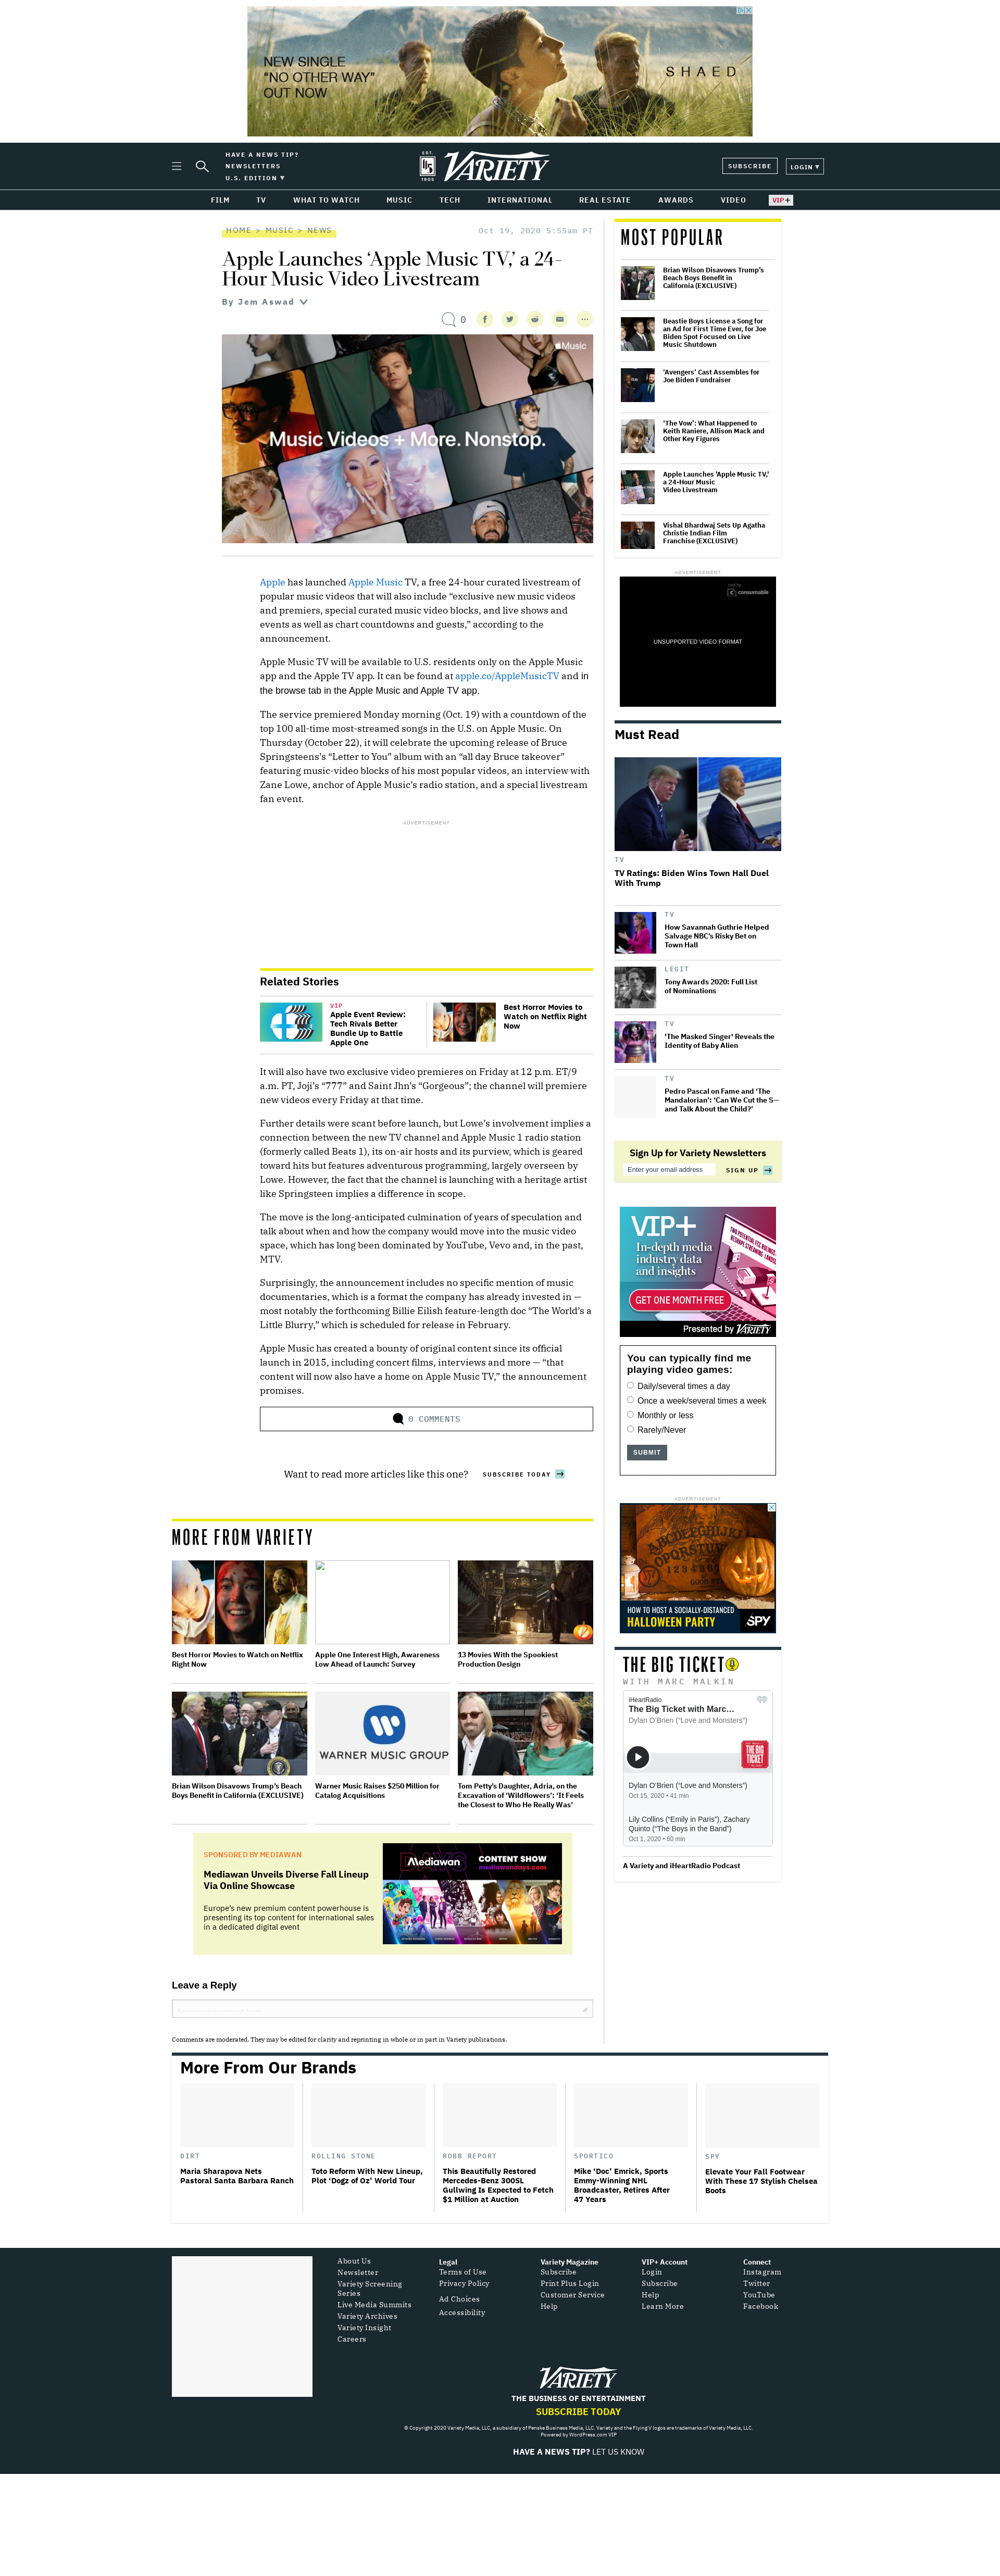 NEW SINGLE
"NO OTHER WAY"
OUT NOW
SHAED
HAVE A NEWS TIP?
NEWSLETTERS
U.S. EDITION ▼
EST.
115
1905
VARIETY
SUBSCRIBE
LOGIN ▼
FILM TV WHAT TO WATCH MUSIC TECH INTERNATIONAL REAL ESTATE AWARDS VIDEO VIP+
HOME > MUSIC > NEWS
Oct 19, 2020 5:55am PT
Apple Launches ‘Apple Music TV,’ a 24-
Hour Music Video Livestream
By Jem Aswad
0
Music
Music Videos + More. Nonstop.
Apple has launched Apple Music TV, a free 24-hour curated livestream of
popular music videos that will also include “exclusive new music videos
and premiers, special curated music video blocks, and live shows and
events as well as chart countdowns and guests,” according to the
announcement.
Apple Music TV will be available to U.S. residents only on the Apple Music
app and the Apple TV app. It can be found at apple.co/AppleMusicTV and in
the browse tab in the Apple Music and Apple TV app.
The service premiered Monday morning (Oct. 19) with a countdown of the
top 100 all-time most-streamed songs in the U.S. on Apple Music. On
Thursday (October 22), it will celebrate the upcoming release of Bruce
Springsteens’s “Letter to You” album with an “all day Bruce takeover”
featuring music-video blocks of his most popular videos, an interview with
Zane Lowe, anchor of Apple Music’s radio station, and a special livestream
fan event.
ADVERTISEMENT
Related Stories
VIP
Apple Event Review:
Tech Rivals Better
Bundle Up to Battle
Apple One
Best Horror Movies to
Watch on Netflix Right
Now
It will also have two exclusive video premieres on Friday at 12 p.m. ET/9
a.m. PT, Joji’s “777” and Saint Jhn’s “Gorgeous”; the channel will premiere
new videos every Friday at that time.
Further details were scant before launch, but Lowe’s involvement implies a
connection between the new TV channel and Apple Music 1 radio station
(formerly called Beats 1), its on-air hosts and its purview, which is geared
toward hits but features adventurous programming, largely overseen by
Lowe. However, the fact that the channel is launching with a heritage artist
like Springsteen implies a difference in scope.
The move is the long-anticipated culmination of years of speculation and
talk about when and how the company would move into the music video
space, which has long been dominated by YouTube, Vevo and, in the past,
MTV.
Surprisingly, the announcement includes no specific mention of music
documentaries, which is a format the company has already invested in —
most notably the forthcoming Billie Eilish feature-length doc “The World’s a
Little Blurry,” which is scheduled for release in February.
Apple Music has created a bounty of original content since its official
launch in 2015, including concert films, interviews and more — “that
content will now also have a home on Apple Music TV,” the announcement
promises.
0 COMMENTS
Want to read more articles like this one?
SUBSCRIBE TODAY
MORE FROM VARIETY
Best Horror Movies to Watch on Netflix
Right Now
Apple One Interest High, Awareness
Low Ahead of Launch: Survey
13 Movies With the Spookiest
Production Design
WARNER MUSIC GROUP
Brian Wilson Disavows Trump’s Beach
Boys Benefit in California (EXCLUSIVE)
Warner Music Raises $250 Million for
Catalog Acquisitions
Tom Petty’s Daughter, Adria, on the
Excavation of ‘Wildflowers’: ‘It Feels
the Closest to Who He Really Was’
SPONSORED BY MEDIAWAN
Mediawan Unveils Diverse Fall Lineup
Via Online Showcase
Europe’s new premium content powerhouse is
presenting its top content for international sales
in a dedicated digital event
Mediawan
DAYS
CONTENT SHOW
mediawandays.com
Leave a Reply
Comments are moderated. They may be edited for clarity and reprinting in whole or in part in Variety publications.
MOST POPULAR
Brian Wilson Disavows Trump’s
Beach Boys Benefit in
California (EXCLUSIVE)
Beastie Boys License a Song for
an Ad for First Time Ever, for Joe
Biden Spot Focused on Live
Music Shutdown
‘Avengers’ Cast Assembles for
Joe Biden Fundraiser
‘The Vow’: What Happened to
Keith Raniere, Allison Mack and
Other Key Figures
Apple Launches ‘Apple Music TV,’
a 24-Hour Music
Video Livestream
Vishal Bhardwaj Sets Up Agatha
Christie Indian Film
Franchise (EXCLUSIVE)
ADVERTISEMENT
consumable
UNSUPPORTED VIDEO FORMAT
Must Read
TV
TV Ratings: Biden Wins Town Hall Duel
With Trump
TV
How Savannah Guthrie Helped
Salvage NBC’s Risky Bet on
Town Hall
LEGIT
Tony Awards 2020: Full List
of Nominations
TV
‘The Masked Singer’ Reveals the
Identity of Baby Alien
TV
Pedro Pascal on Fame and ‘The
Mandalorian’: ‘Can We Cut the S—
and Talk About the Child?’
Sign Up for Variety Newsletters
Enter your email address
SIGN UP
VIP+
In-depth media
industry data
and insights
GET ONE MONTH FREE
Presented by VARIETY
You can typically find me
playing video games:
Daily/several times a day
Once a week/several times a week
Monthly or less
Rarely/Never
SUBMIT
ADVERTISEMENT
HOW TO HOST A SOCIALLY-DISTANCED
HALLOWEEN PARTY
SPY
THE BIG TICKET
WITH MARC MALKIN
iHeartRadio
The Big Ticket with Marc...
Dylan O’Brien (“Love and Monsters”)
THE BIG
TICKET
Dylan O’Brien (“Love and Monsters”)
Oct 15, 2020 • 41 min
Lily Collins (“Emily in Paris”), Zachary
Quinto (“The Boys in the Band”)
Oct 1, 2020 • 60 min
A Variety and iHeartRadio Podcast
More From Our Brands
DIRT
Maria Sharapova Nets
Pastoral Santa Barbara Ranch
ROLLING STONE
Toto Reform With New Lineup,
Plot ‘Dogz of Oz’ World Tour
ROBB REPORT
This Beautifully Restored
Mercedes-Benz 300SL
Gullwing Is Expected to Fetch
$1 Million at Auction
SPORTICO
Mike ‘Doc’ Emrick, Sports
Emmy-Winning NHL
Broadcaster, Retires After
47 Years
SPY
Elevate Your Fall Footwear
With These 17 Stylish Chelsea
Boots
About Us
Newsletter
Variety Screening
Series
Live Media Summits
Variety Archives
Variety Insight
Careers
Legal
Terms of Use
Privacy Policy
Ad Choices
Accessibility
Variety Magazine
Subscribe
Print Plus Login
Customer Service
Help
VIP+ Account
Login
Subscribe
Help
Learn More
Connect
Instagram
Twitter
YouTube
Facebook
VARIETY
THE BUSINESS OF ENTERTAINMENT
SUBSCRIBE TODAY
© Copyright 2020 Variety Media, LLC, a subsidiary of Penske Business Media, LLC. Variety and the Flying V logos are trademarks of Variety Media, LLC.
Powered by WordPress.com VIP
HAVE A NEWS TIP? LET US KNOW